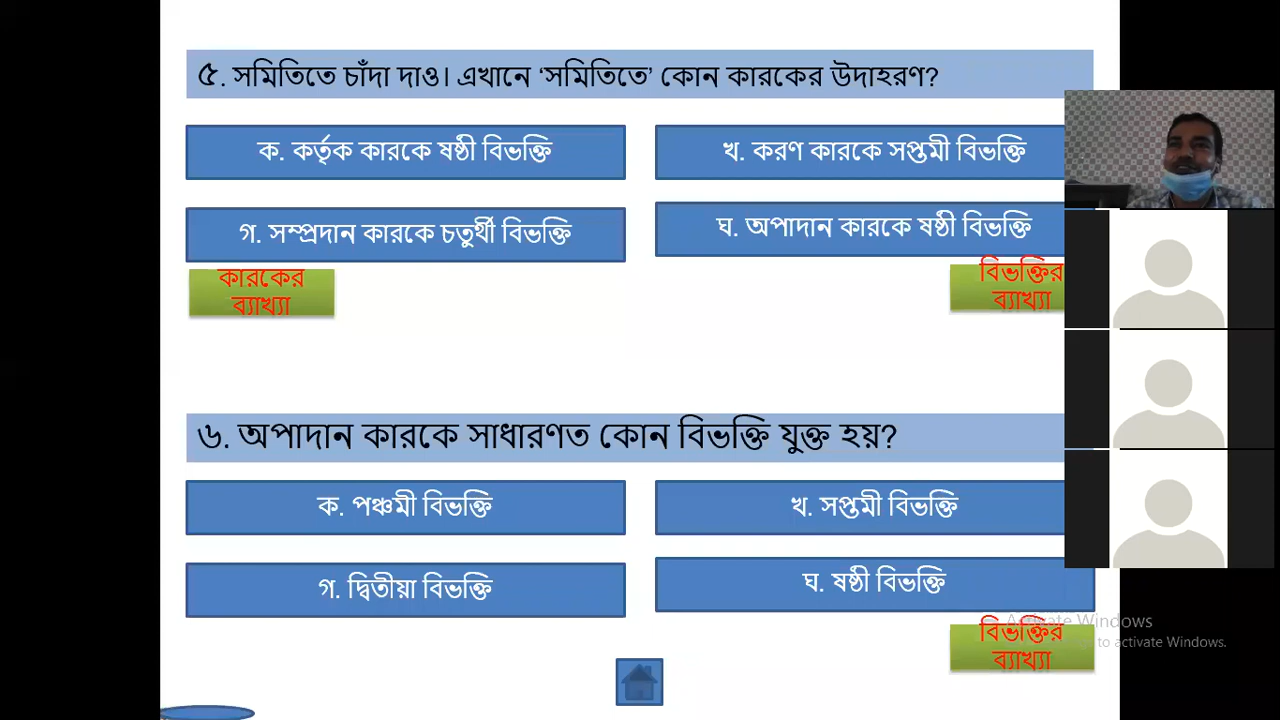 ৫. সমিতিতে চাঁদা দাও। এখানে ‘সমিতিতে’ কোন কারকের উদাহরণ?
ক. কর্তৃক কারকে ষষ্ঠী বিভক্তি
খ. করণ কারকে সপ্তমী বিভক্তি
গ. সম্প্রদান কারকে চতুর্থী বিভক্তি
ঘ. অপাদান কারকে ষষ্ঠী বিভক্তি
কারকের
ব্যাখ্যা
বিভক্তির
ব্যাখ্যা
৬. অপাদান কারকে সাধারণত কোন বিভক্তি যুক্ত হয়?
ক. পঞ্চমী বিভক্তি
খ. সপ্তমী বিভক্তি
গ. দ্বিতীয়া বিভক্তি
ঘ. ষষ্ঠী বিভক্তি
বিভক্তির
ব্যাখ্যা
Activate Windows
to activate Windows.